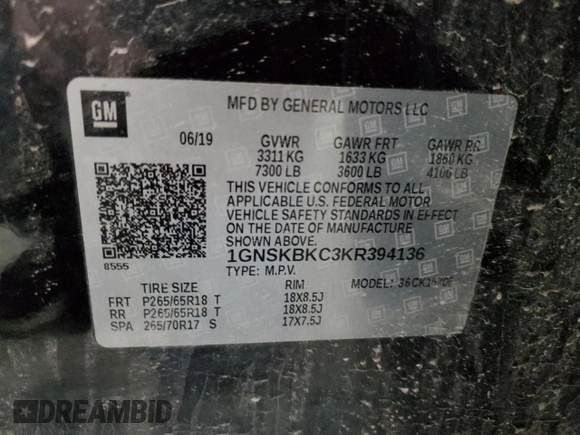 GM
MFD BY GENERAL MOTORS LLC
06/19 GVWR GAWR FRT GAWR RR
3311 KG 1633 KG 1860 KG
7300 LB 3600 LB 4106 LB
THIS VEHICLE CONFORMS TO ALL
APPLICABLE U.S. FEDERAL MOTOR
VEHICLE SAFETY STANDARDS IN EFFECT
ON THE DATE OF MANUFACTURE
SHOWN ABOVE.
8555
1GNSKBKC3KR394136
TYPE: M.P.V. MODEL:
TIRE SIZE RIM
FRT P265/65R18 T 18X8.5J
RR P265/65R18 T 18X8.5J
SPA 265/70R17 S 17X7.5J
DREAMBID